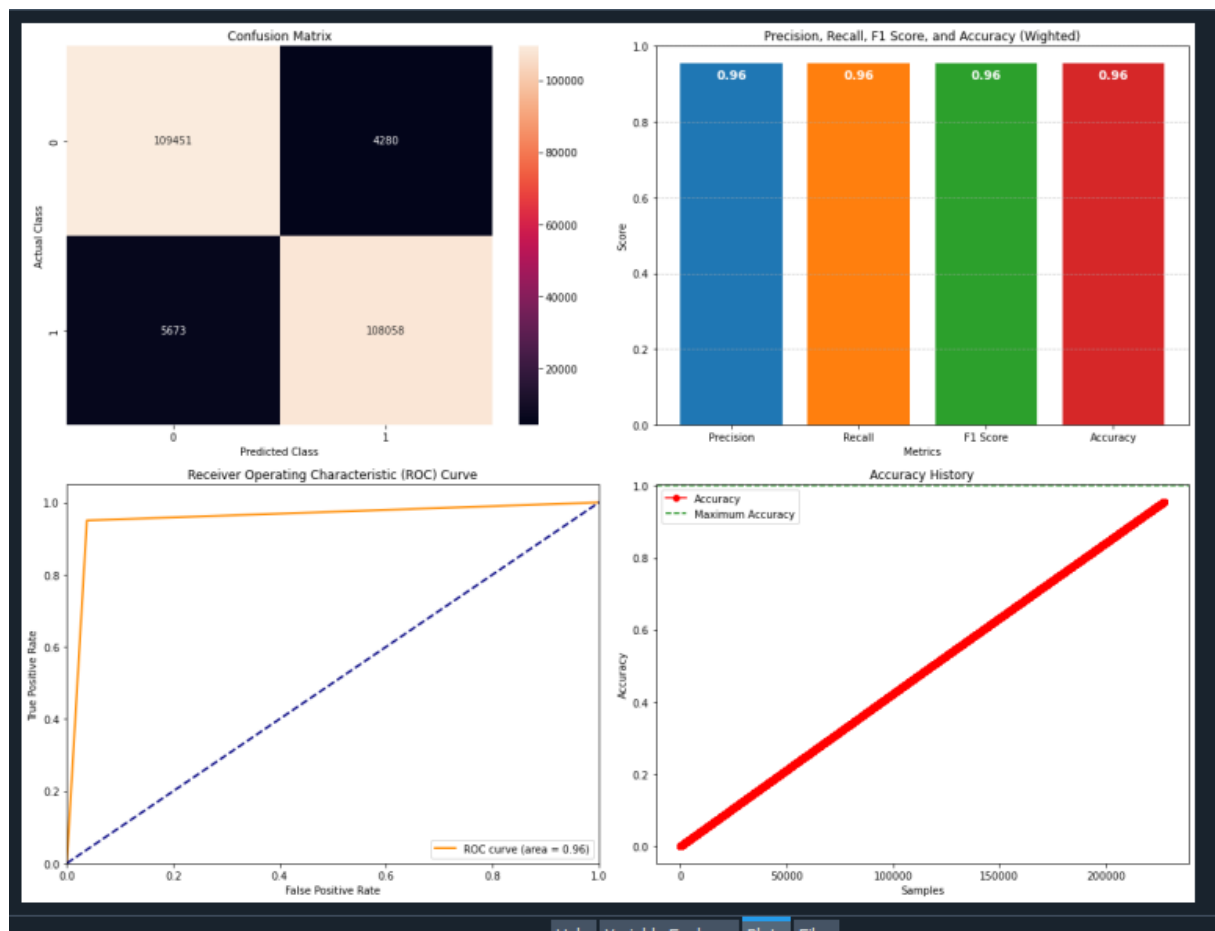 Confusion Matrix
0
1
Actual Class
109451
4280
5673
108058
0
1
Predicted Class
100000
80000
60000
40000
20000
Precision, Recall, F1 Score, and Accuracy (Wighted)
1.0
0.8
0.6
0.4
0.2
0.0
Score
0.96
0.96
0.96
0.96
Precision
Recall
F1 Score
Accuracy
Metrics
Receiver Operating Characteristic (ROC) Curve
1.0
0.8
0.6
0.4
0.2
0.0
True Positive Rate
ROC curve (area = 0.96)
0.0
0.2
0.4
0.6
0.8
1.0
False Positive Rate
Accuracy History
1.0
0.8
0.6
0.4
0.2
0.0
Accuracy
Accuracy
Maximum Accuracy
0
50000
100000
150000
200000
Samples